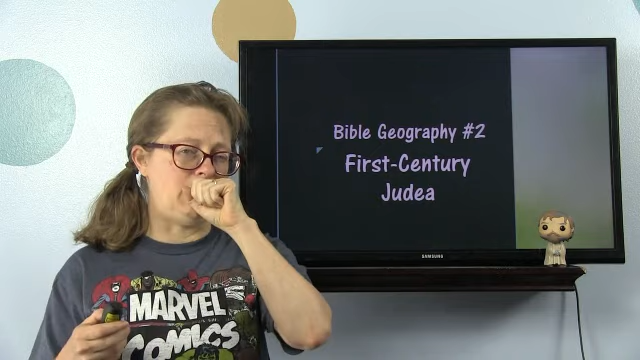 Bible Geography #2
First-Century
Judea
SAMSUNG
MARVEL
COMICS